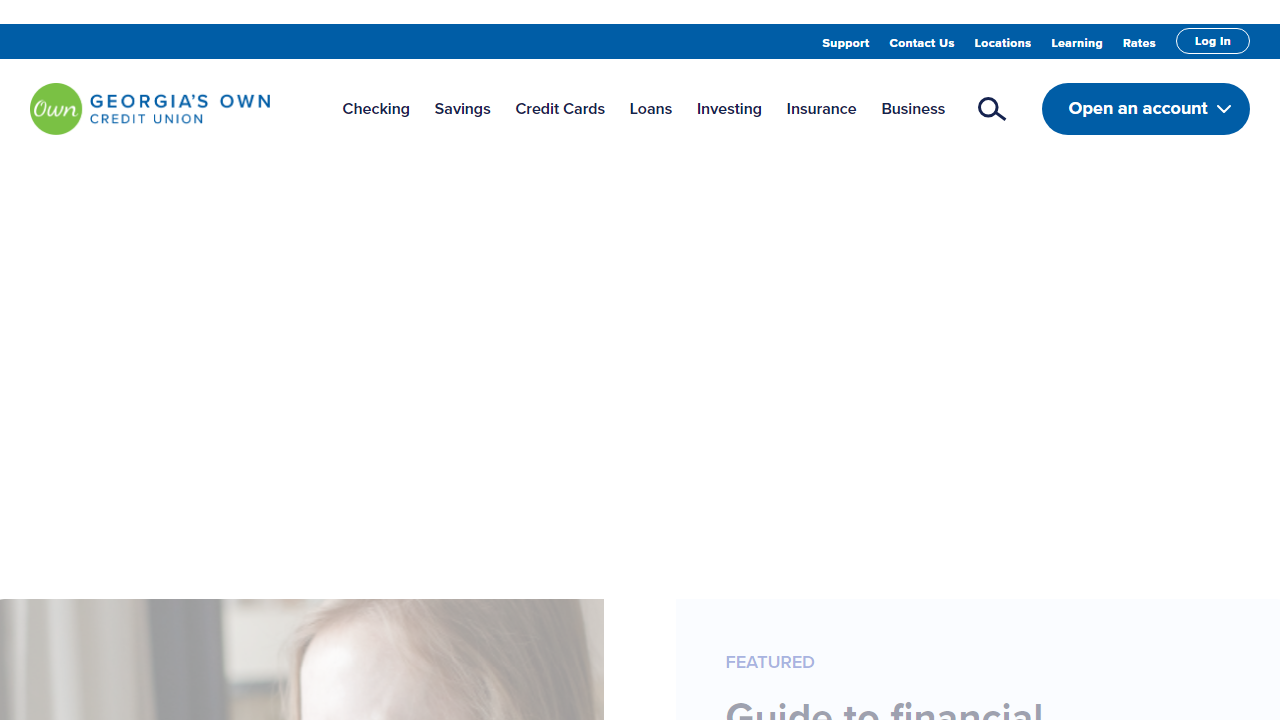 Support Contact Us Locations Learning Rates Log In
Own GEORGIA'S OWN
CREDIT UNION
Checking Savings Credit Cards Loans Investing Insurance Business Open an account
FEATURED
Guide to financial